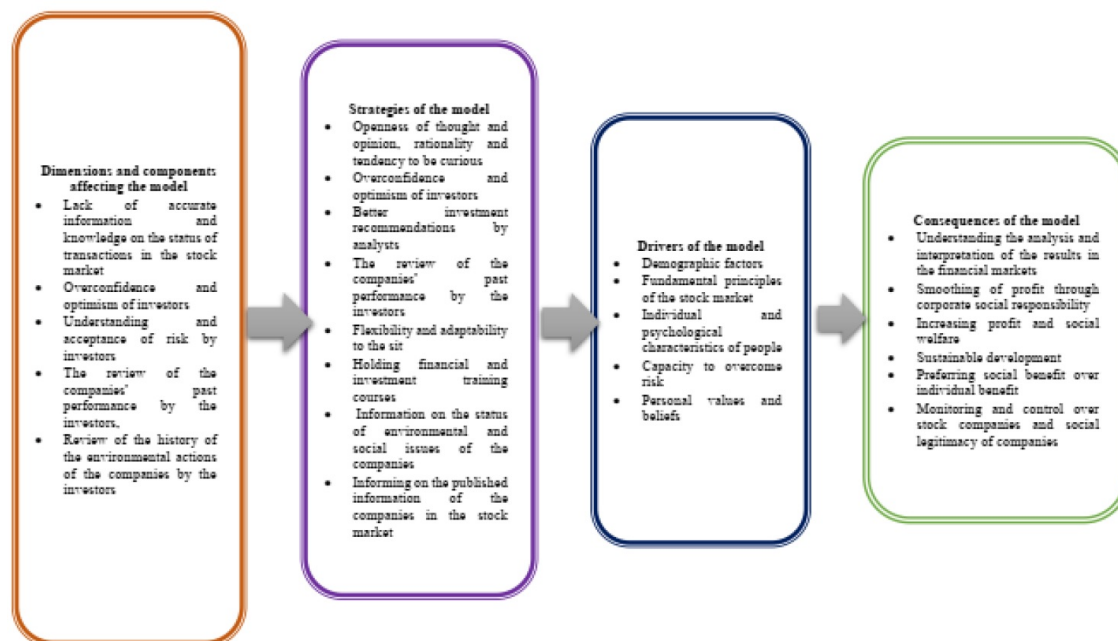 Dimensions and components
affecting the model
• Lack of accurate
information and
knowledge on the status of
transactions in the stock
market
• Overconfidence and
optimism of investors
• Understanding and
acceptance of risk by
investors
• The review of the
companies' past
performance by the
investors,
• Review of the history of
the environmental actions
of the companies by the
investors
Strategies of the model
• Openness of thought and
opinion, rationality and
tendency to be curious
• Overconfidence and
optimism of investors
• Better investment
recommendations by
analysts
• The review of the
companies' past
performance by the
investors
• Flexibility and adaptability
to the sit
• Holding financial and
investment training
courses
• Information on the status
of environmental and
social issues of the
companies
• Informing on the published
information of the
companies in the stock
market
Drivers of the model
• Demographic factors
• Fundamental principles
of the stock market
• Individual and
psychological
characteristics of people
• Capacity to overcome
risk
• Personal values and
beliefs
Consequences of the model
• Understanding the analysis and
interpretation of the results in
the financial markets
• Smoothing of profit through
corporate social responsibility
• Increasing profit and social
welfare
• Sustainable development
• Preferring social benefit over
individual benefit
• Monitoring and control over
stock companies and social
legitimacy of companies